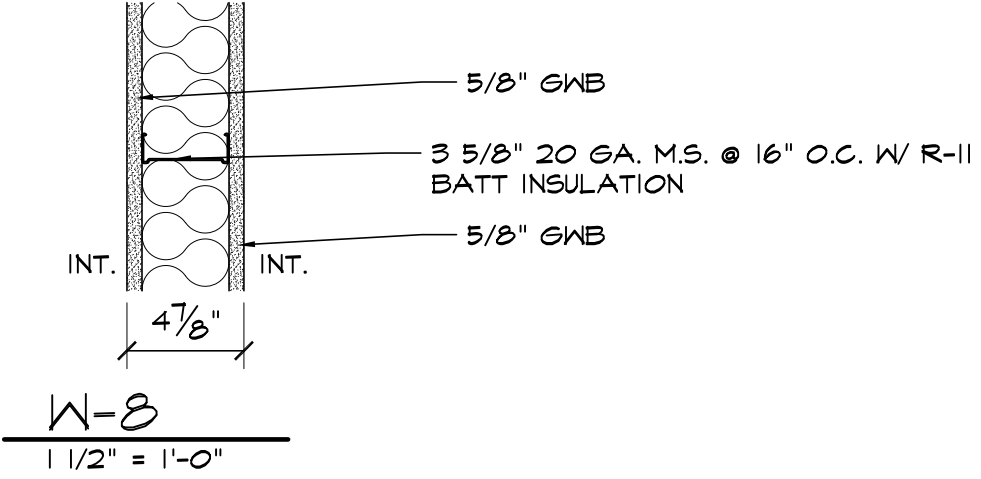 5/8" GWB
3 5/8" 20 GA. M.S. @ 16" O.C. W/ R-11
BATT INSULATION
5/8" GWB
INT. INT.
4 7/8"
W-8
1 1/2" = 1'-0"